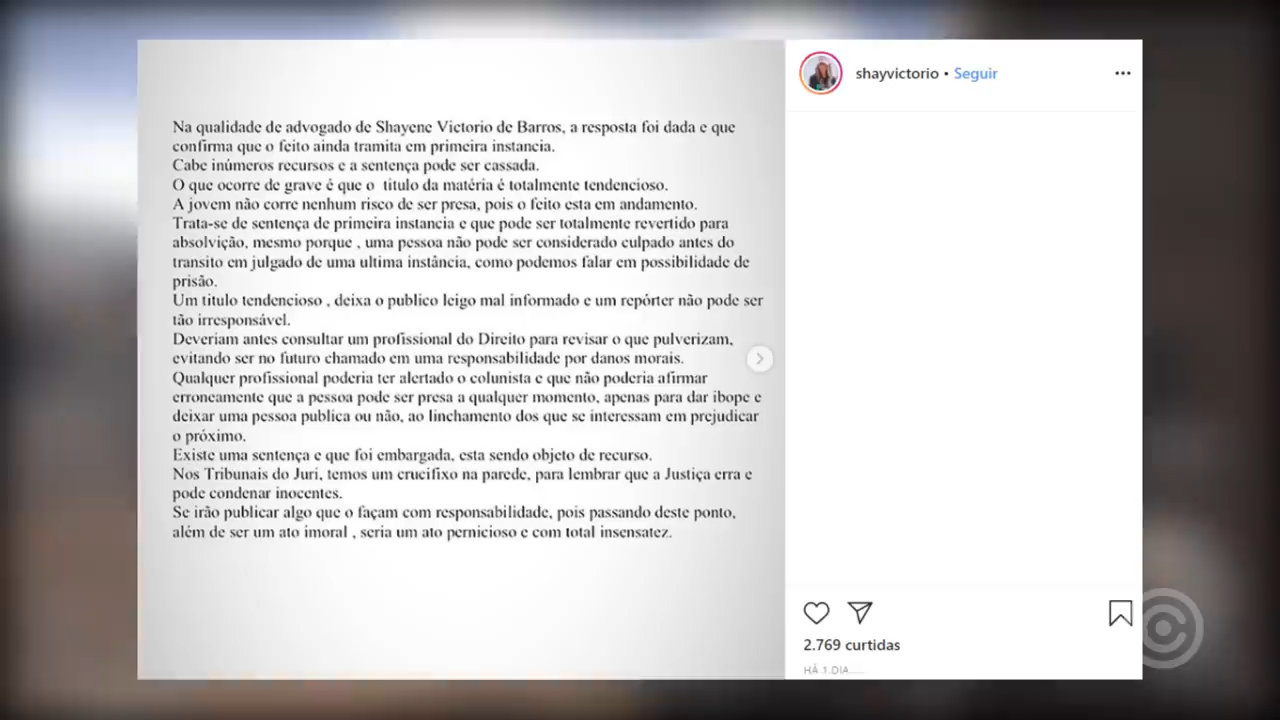 Na qualidade de advogado de Shayene Victorio de Barros, a resposta foi dada e que
confirma que o feito ainda tramita em primeira instancia.
Cabe inúmeros recursos e a sentença pode ser cassada.
O que ocorre de grave é que o titulo da matéria é totalmente tendencioso.
A jovem não corre nenhum risco de ser presa, pois o feito esta em andamento.
Trata-se de sentença de primeira instancia e que pode ser totalmente revertido para
absolvição, mesmo porque , uma pessoa não pode ser considerado culpado antes do
transito em julgado de uma ultima instância, como podemos falar em possibilidade de
prisão.
Um titulo tendencioso , deixa o publico leigo mal informado e um repórter não pode ser
tão irresponsável.
Deveriam antes consultar um profissional do Direito para revisar o que pulverizam,
evitando ser no futuro chamado em uma responsabilidade por danos morais.
Qualquer profissional poderia ter alertado o colunista e que não poderia afirmar
erroneamente que a pessoa pode ser presa a qualquer momento, apenas para dar ibope e
deixar uma pessoa publica ou não, ao linchamento dos que se interessam em prejudicar
o próximo.
Existe uma sentença e que foi embargada, esta sendo objeto de recurso.
Nos Tribunais do Juri, temos um crucifixo na parede, para lembrar que a Justiça erra e
pode condenar inocentes.
Se irão publicar algo que o façam com responsabilidade, pois passando deste ponto,
além de ser um ato imoral , seria um ato pernicioso e com total insensatez.
shayvictorio • Seguir
2.769 curtidas
HÁ 1 DIA